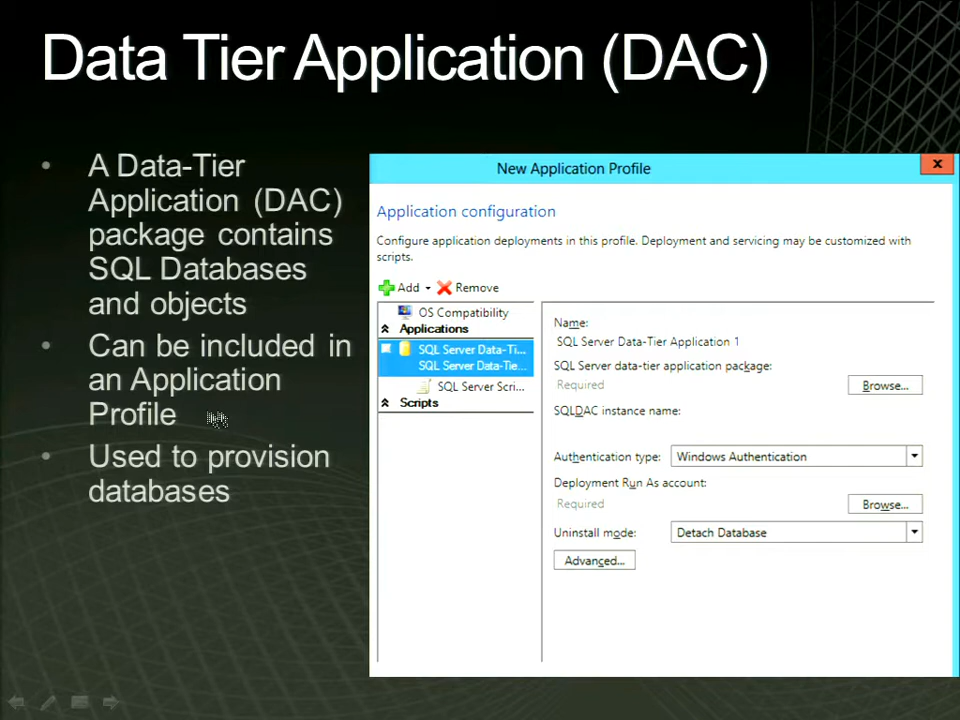 Data Tier Application (DAC)
• A Data-Tier
Application (DAC)
package contains
SQL Databases
and objects
• Can be included in
an Application
Profile
• Used to provision
databases
New Application Profile
x
Application configuration
Configure application deployments in this profile. Deployment and servicing may be customized with
scripts.
Add Remove
OS Compatibility
Applications
SQL Server Data-Ti...
SQL Server Data-Tie...
SQL Server Scri...
Scripts
Name:
SQL Server Data-Tier Application 1
SQL Server data-tier application package:
Required Browse...
SQLDAC instance name:
Authentication type: Windows Authentication
Deployment Run As account:
Required Browse...
Uninstall mode: Detach Database
Advanced...